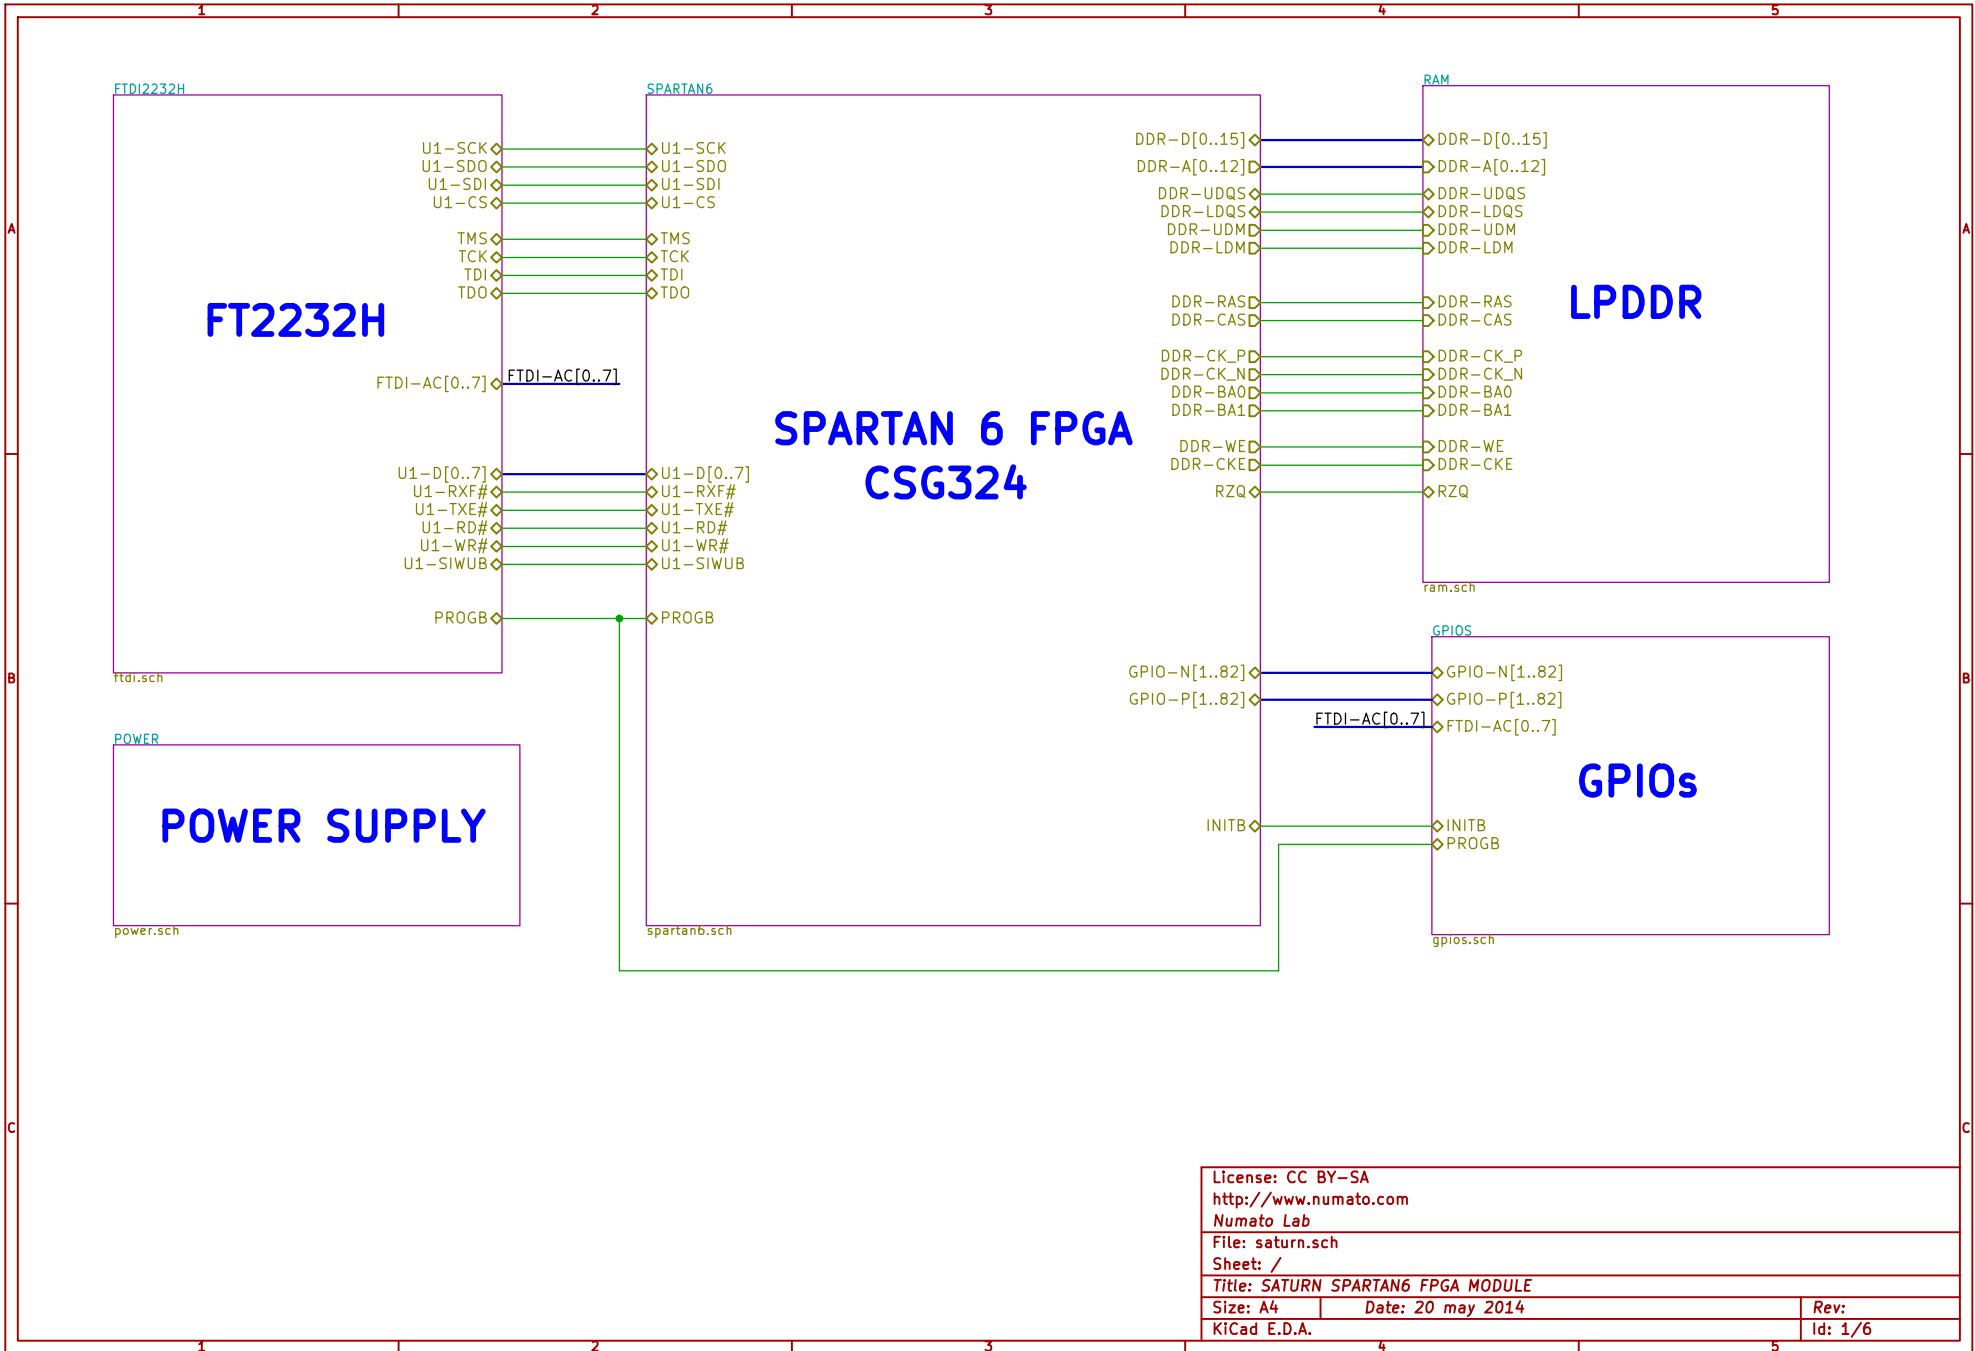 1 2 3 4 5
FTDI2232H
U1-SCK
U1-SDO
U1-SDI
U1-CS
TMS
TCK
TDI
TDO
FT2232H
FTDI-AC[0..7] FTDI-AC[0..7]
U1-D[0..7]
U1-RXF#
U1-TXE#
U1-RD#
U1-WR#
U1-SIWUB
PROGB
ftdi.sch
POWER
POWER SUPPLY
power.sch
SPARTAN6
U1-SCK
U1-SDO
U1-SDI
U1-CS
TMS
TCK
TDI
TDO
U1-D[0..7]
U1-RXF#
U1-TXE#
U1-RD#
U1-WR#
U1-SIWUB
PROGB
SPARTAN 6 FPGA
CSG324
DDR-D[0..15]
DDR-A[0..12]
DDR-UDQS
DDR-LDQS
DDR-UDM
DDR-LDM
DDR-RAS
DDR-CAS
DDR-CK_P
DDR-CK_N
DDR-BA0
DDR-BA1
DDR-WE
DDR-CKE
RZQ
GPIO-N[1..82]
GPIO-P[1..82]
INITB
spartan6.sch
RAM
DDR-D[0..15]
DDR-A[0..12]
DDR-UDQS
DDR-LDQS
DDR-UDM
DDR-LDM
DDR-RAS
DDR-CAS
DDR-CK_P
DDR-CK_N
DDR-BA0
DDR-BA1
DDR-WE
DDR-CKE
RZQ
LPDDR
ram.sch
GPIOS
GPIO-N[1..82]
GPIO-P[1..82]
FTDI-AC[0..7] FTDI-AC[0..7]
GPIOs
INITB
PROGB
gpios.sch
A A
B B
C C
License: CC BY-SA
http://www.numato.com
Numato Lab
File: saturn.sch
Sheet: /
Title: SATURN SPARTAN6 FPGA MODULE
Size: A4 Date: 20 may 2014 Rev:
KiCad E.D.A. Id: 1/6
1 2 3 4 5